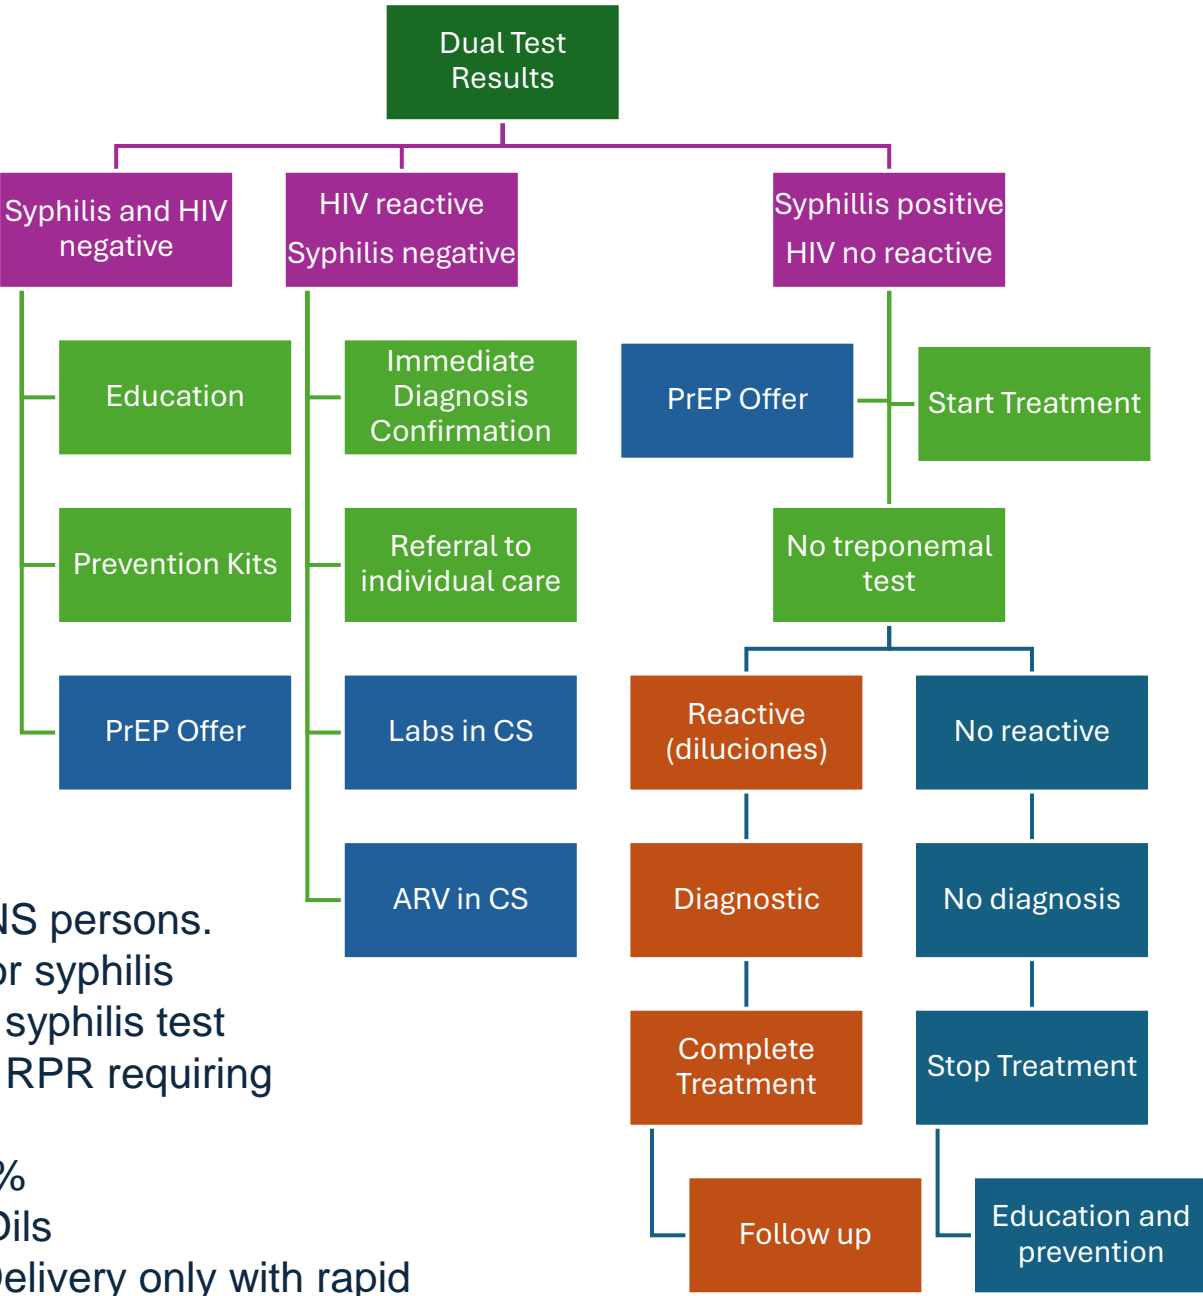 Dual Test
Results
Syphilis and HIV
negative
HIV reactive
Syphilis negative
Syphillis positive
HIV no reactive
Education
Prevention Kits
PrEP Offer
Immediate
Diagnosis
Confirmation
Referral to
individual care
Labs in CS
ARV in CS
PrEP Offer
Start Treatment
No treponemal
test
Reactive
(diluciones)
Diagnostic
Complete
Treatment
Follow up
No reactive
No diagnosis
Stop Treatment
Education and
prevention
persons.
syphilis
syphilis test
RPR requiring
%
only with rapid